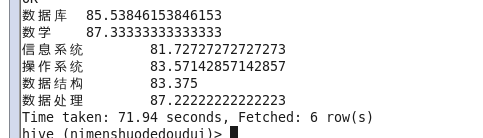 OK
数据库	85.53846153846153
数学	87.33333333333333
信息系统	81.72727272727273
操作系统	83.57142857142857
数据结构	83.375
数据处理	87.22222222222223
Time taken: 71.94 seconds, Fetched: 6 row(s)
hive (nimenshuodedoudui)>